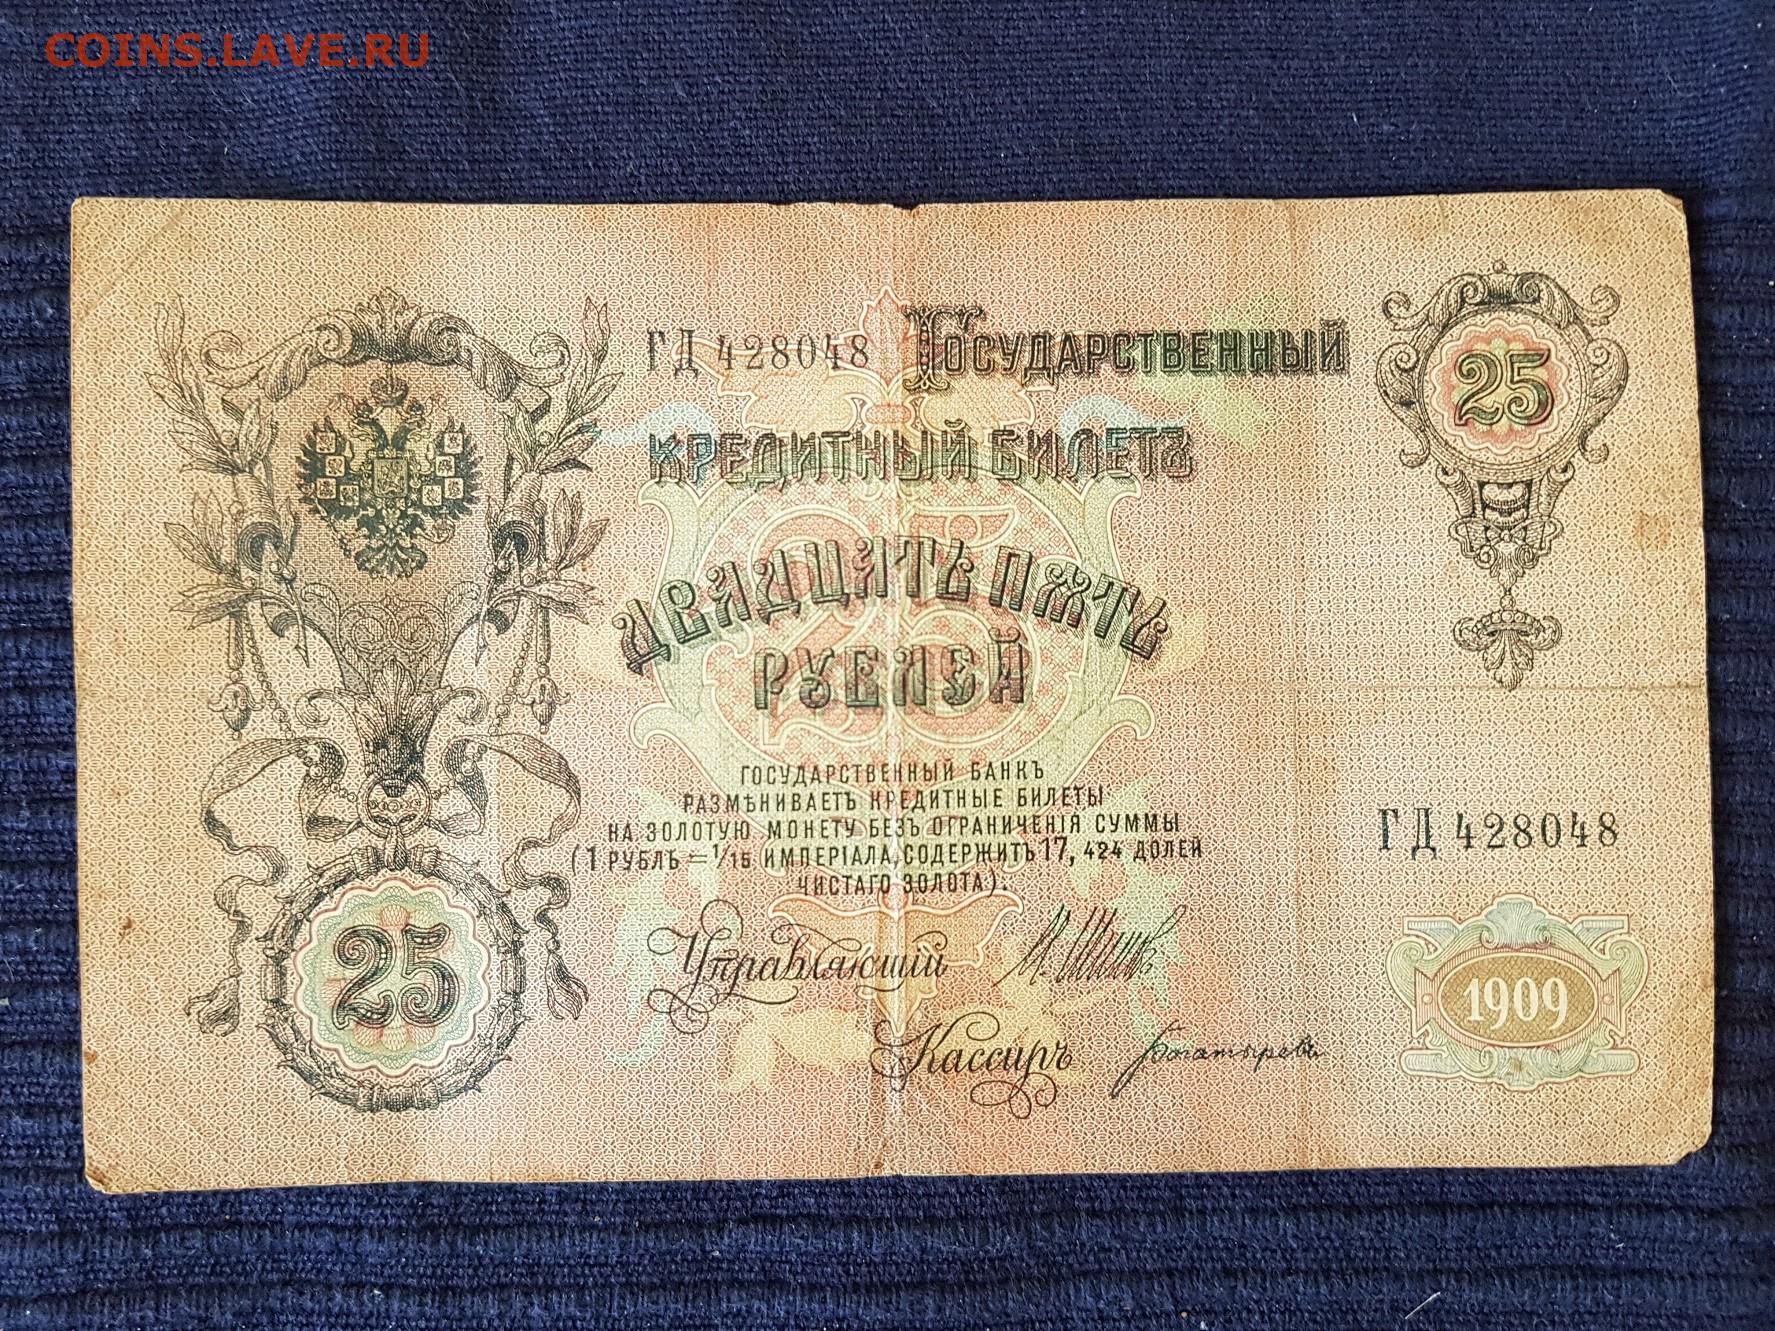 COINS.LAVE.RU
ГД 428048
Государственный
КРЕДИТНЫЙ БИЛЕТЪ
25
25
ДВАДЦАТЬ ПЯТЬ
РУБЛЕЙ
ГОСУДАРСТВЕННЫЙ БАНКЪ
РАЗМѢНИВАЕТЪ КРЕДИТНЫЕ БИЛЕТЫ
НА ЗОЛОТУЮ МОНЕТУ БЕЗЪ ОГРАНИЧЕНІЯ СУММЫ
(1 РУБЛЬ = 1/15 ИМПЕРІАЛА, СОДЕРЖИТЪ 17, 424 ДОЛЕЙ
ЧИСТАГО ЗОЛОТА).
ГД 428048
25
Управляющій И. Шипов
Кассиръ Богатыревъ
1909